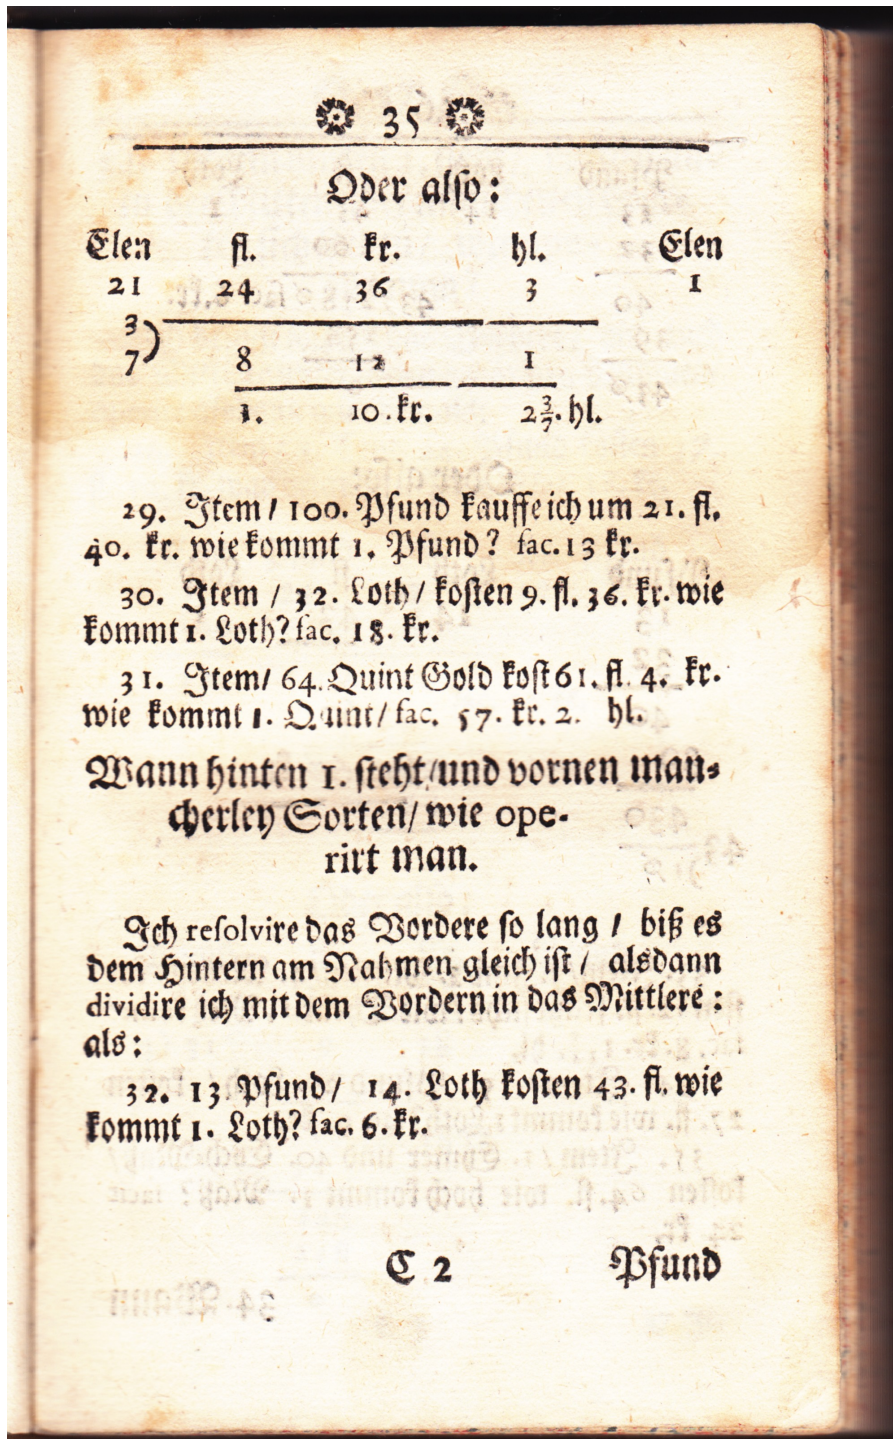 35
Oder also:
Elen fl. kr. hl. Elen
21 24 36 3 1
3
7) 8 12 1
1. 10. kr. 2 3/7. hl.
29. Item / 100. Pfund kauffe ich um 21. fl.
40. kr. wie kommt 1. Pfund? fac. 13 kr.
30. Item / 32. Loth / kosten 9. fl. 36. kr. wie
kommt 1. Loth? fac. 18. kr.
31. Item / 64. Quint Gold kost 61. fl. 4. kr.
wie kommt 1. Quint / fac. 57. kr. 2. hl.
Wann hinten 1. steht / und vornen man-
cherley Sorten / wie ope-
rirt man.
Ich resolvire das Vordere so lang / biß es
dem Hintern am Nahmen gleich ist / alsdann
dividire ich mit dem Vordern in das Mittlere :
als:
32. 13 Pfund / 14. Loth kosten 43. fl. wie
kommt 1. Loth? fac. 6. kr.
C 2 Pfund